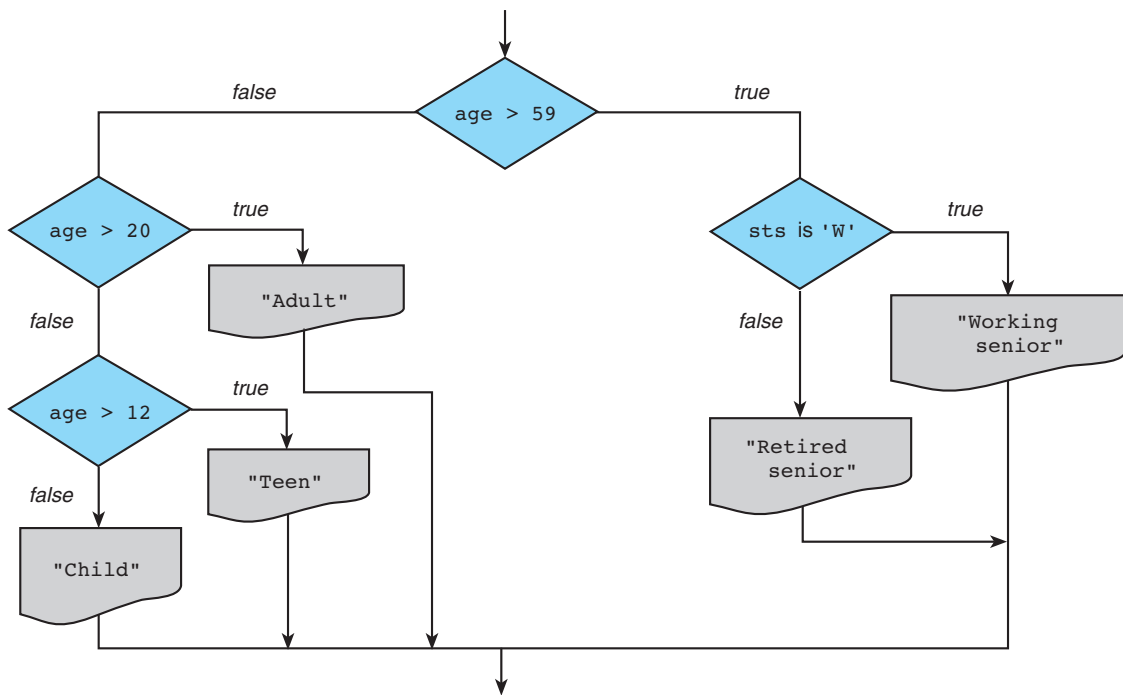 false
age > 59
true
age > 20
true
sts is 'W'
true
"Adult"
false
false
"Working
senior"
age > 12
true
"Retired
senior"
"Teen"
false
"Child"